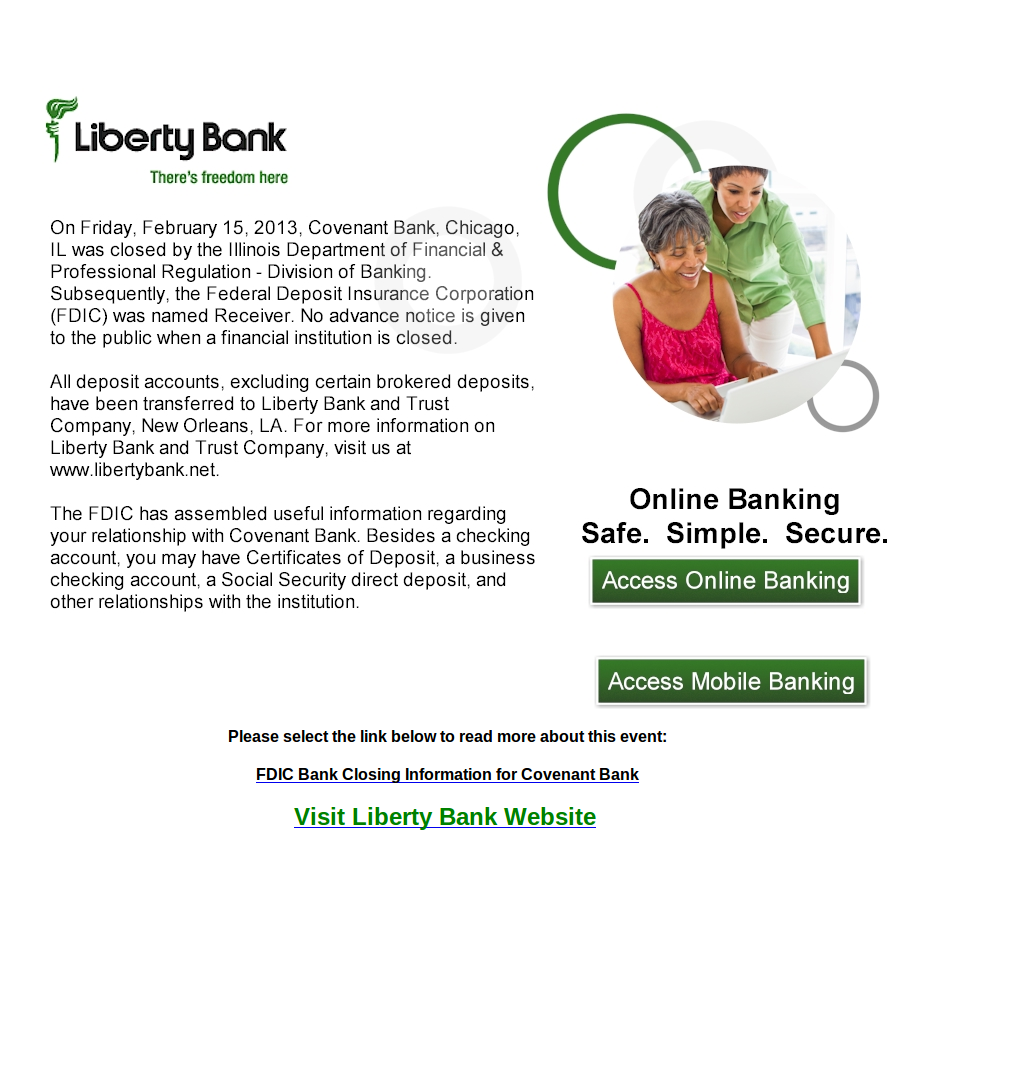 Liberty Bank
There's freedom here
On Friday, February 15, 2013, Covenant Bank, Chicago,
IL was closed by the Illinois Department of Financial &
Professional Regulation - Division of Banking.
Subsequently, the Federal Deposit Insurance Corporation
(FDIC) was named Receiver. No advance notice is given
to the public when a financial institution is closed.
All deposit accounts, excluding certain brokered deposits,
have been transferred to Liberty Bank and Trust
Company, New Orleans, LA. For more information on
Liberty Bank and Trust Company, visit us at
www.libertybank.net.
The FDIC has assembled useful information regarding
your relationship with Covenant Bank. Besides a checking
account, you may have Certificates of Deposit, a business
checking account, a Social Security direct deposit, and
other relationships with the institution.
Online Banking
Safe. Simple. Secure.
Access Online Banking
Access Mobile Banking
Please select the link below to read more about this event:
FDIC Bank Closing Information for Covenant Bank
Visit Liberty Bank Website